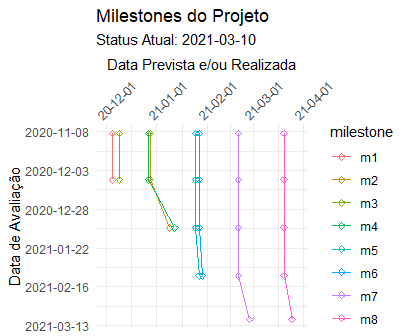 Milestones do Projeto
Status Atual: 2021-03-10
Data Prevista e/ou Realizada
20-12-01
21-01-01
21-02-01
21-03-01
21-04-01
Data de Avaliação
2020-11-08
2020-12-03
2020-12-28
2021-01-22
2021-02-16
2021-03-13
milestone
m1
m2
m3
m4
m5
m6
m7
m8